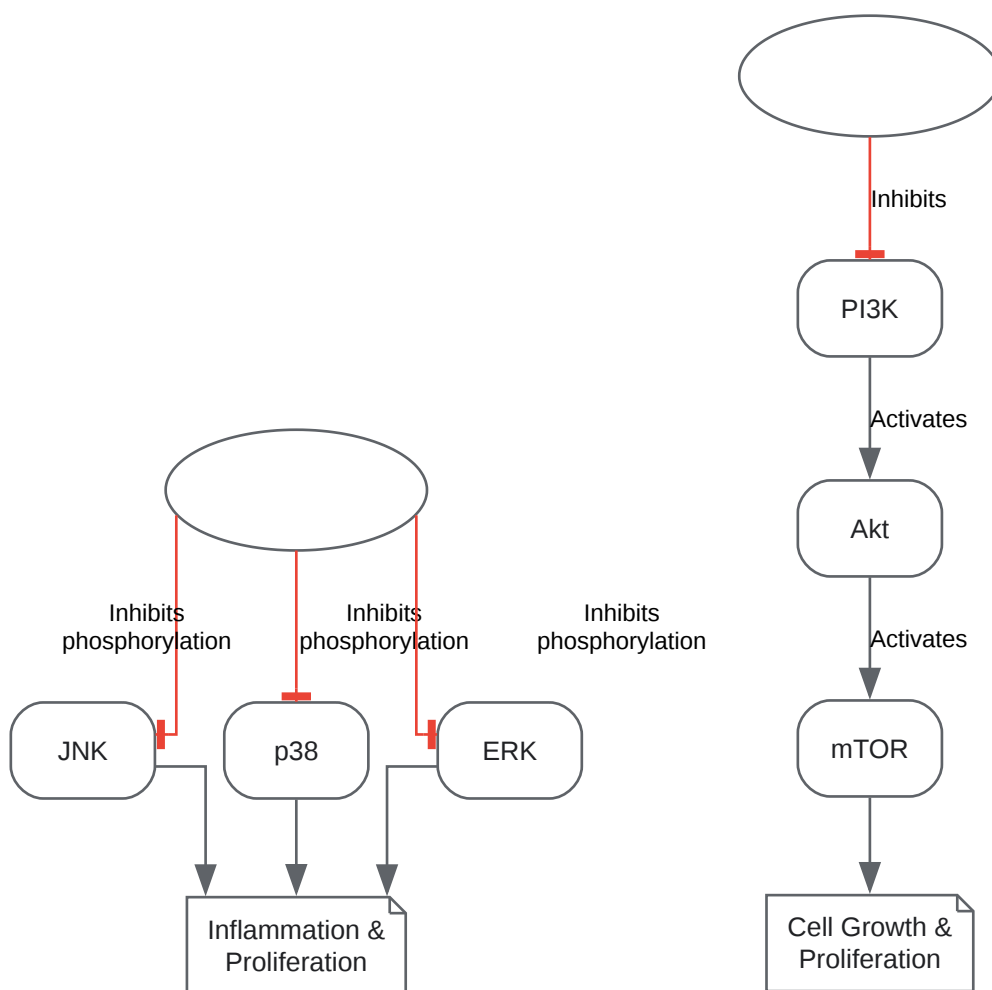 Inhibits
PI3K
Activates
Akt
Inhibits
phosphorylation
Inhibits
phosphorylation
Inhibits
phosphorylation
Activates
JNK
p38
ERK
mTOR
Inflammation &
Proliferation
Cell Growth &
Proliferation